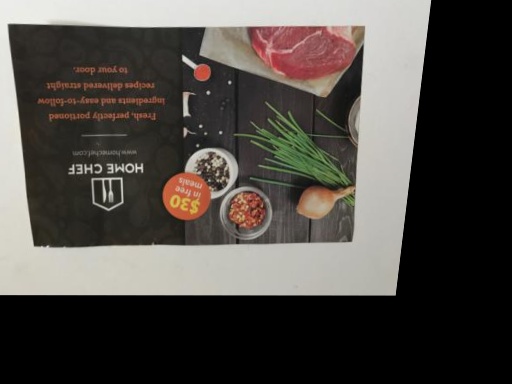 $30
in free
meals
HOME CHEF
www.homechef.com
Fresh, perfectly portioned
ingredients and easy-to-follow
recipes delivered straight
to your door.